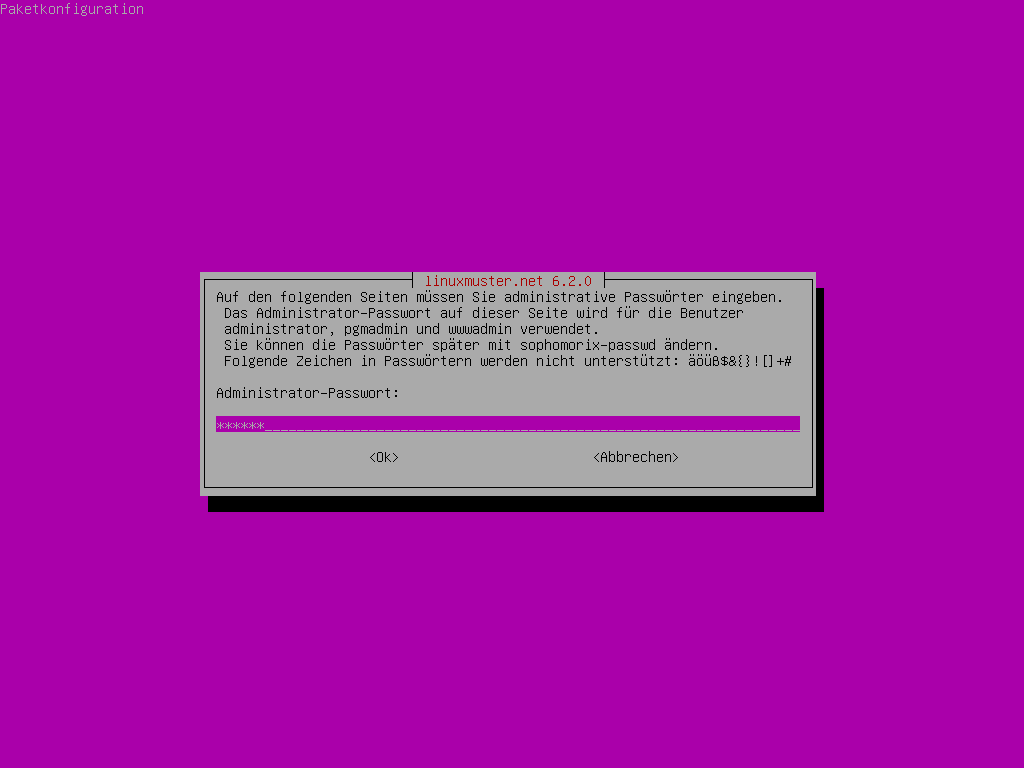 Paketkonfiguration
linuxmuster.net 6.2.0
Auf den folgenden Seiten müssen Sie administrative Passwörter eingeben.
Das Administrator-Passwort auf dieser Seite wird für die Benutzer
administrator, pgmadmin und wwwadmin verwendet.
Sie können die Passwörter später mit sophomorix-passwd ändern.
Folgende Zeichen in Passwörtern werden nicht unterstützt: äöüß$&{}![]+#
Administrator-Passwort:
******
<Ok> <Abbrechen>